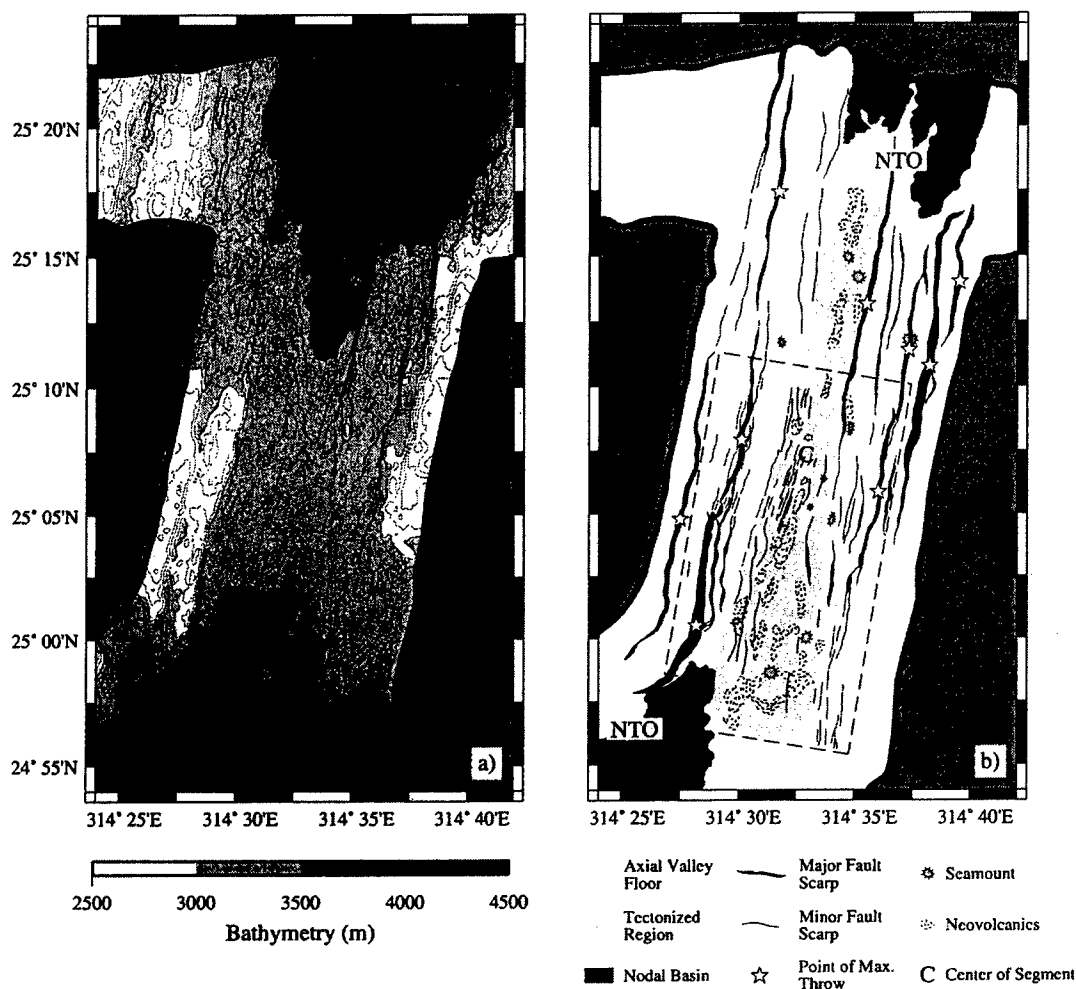 25° 20'N
25° 15'N
25° 10'N
25° 05'N
25° 00'N
24° 55'N
a)
314° 25'E 314° 30'E 314° 35'E 314° 40'E
2500 3000 3500 4000 4500
Bathymetry (m)
NTO
C
NTO
b)
314° 25'E 314° 30'E 314° 35'E 314° 40'E
Axial Valley
Floor
Major Fault
Scarp
Seamount
Tectonized
Region
Minor Fault
Scarp
Neovolcanics
Nodal Basin
Point of Max.
Throw
C Center of Segment